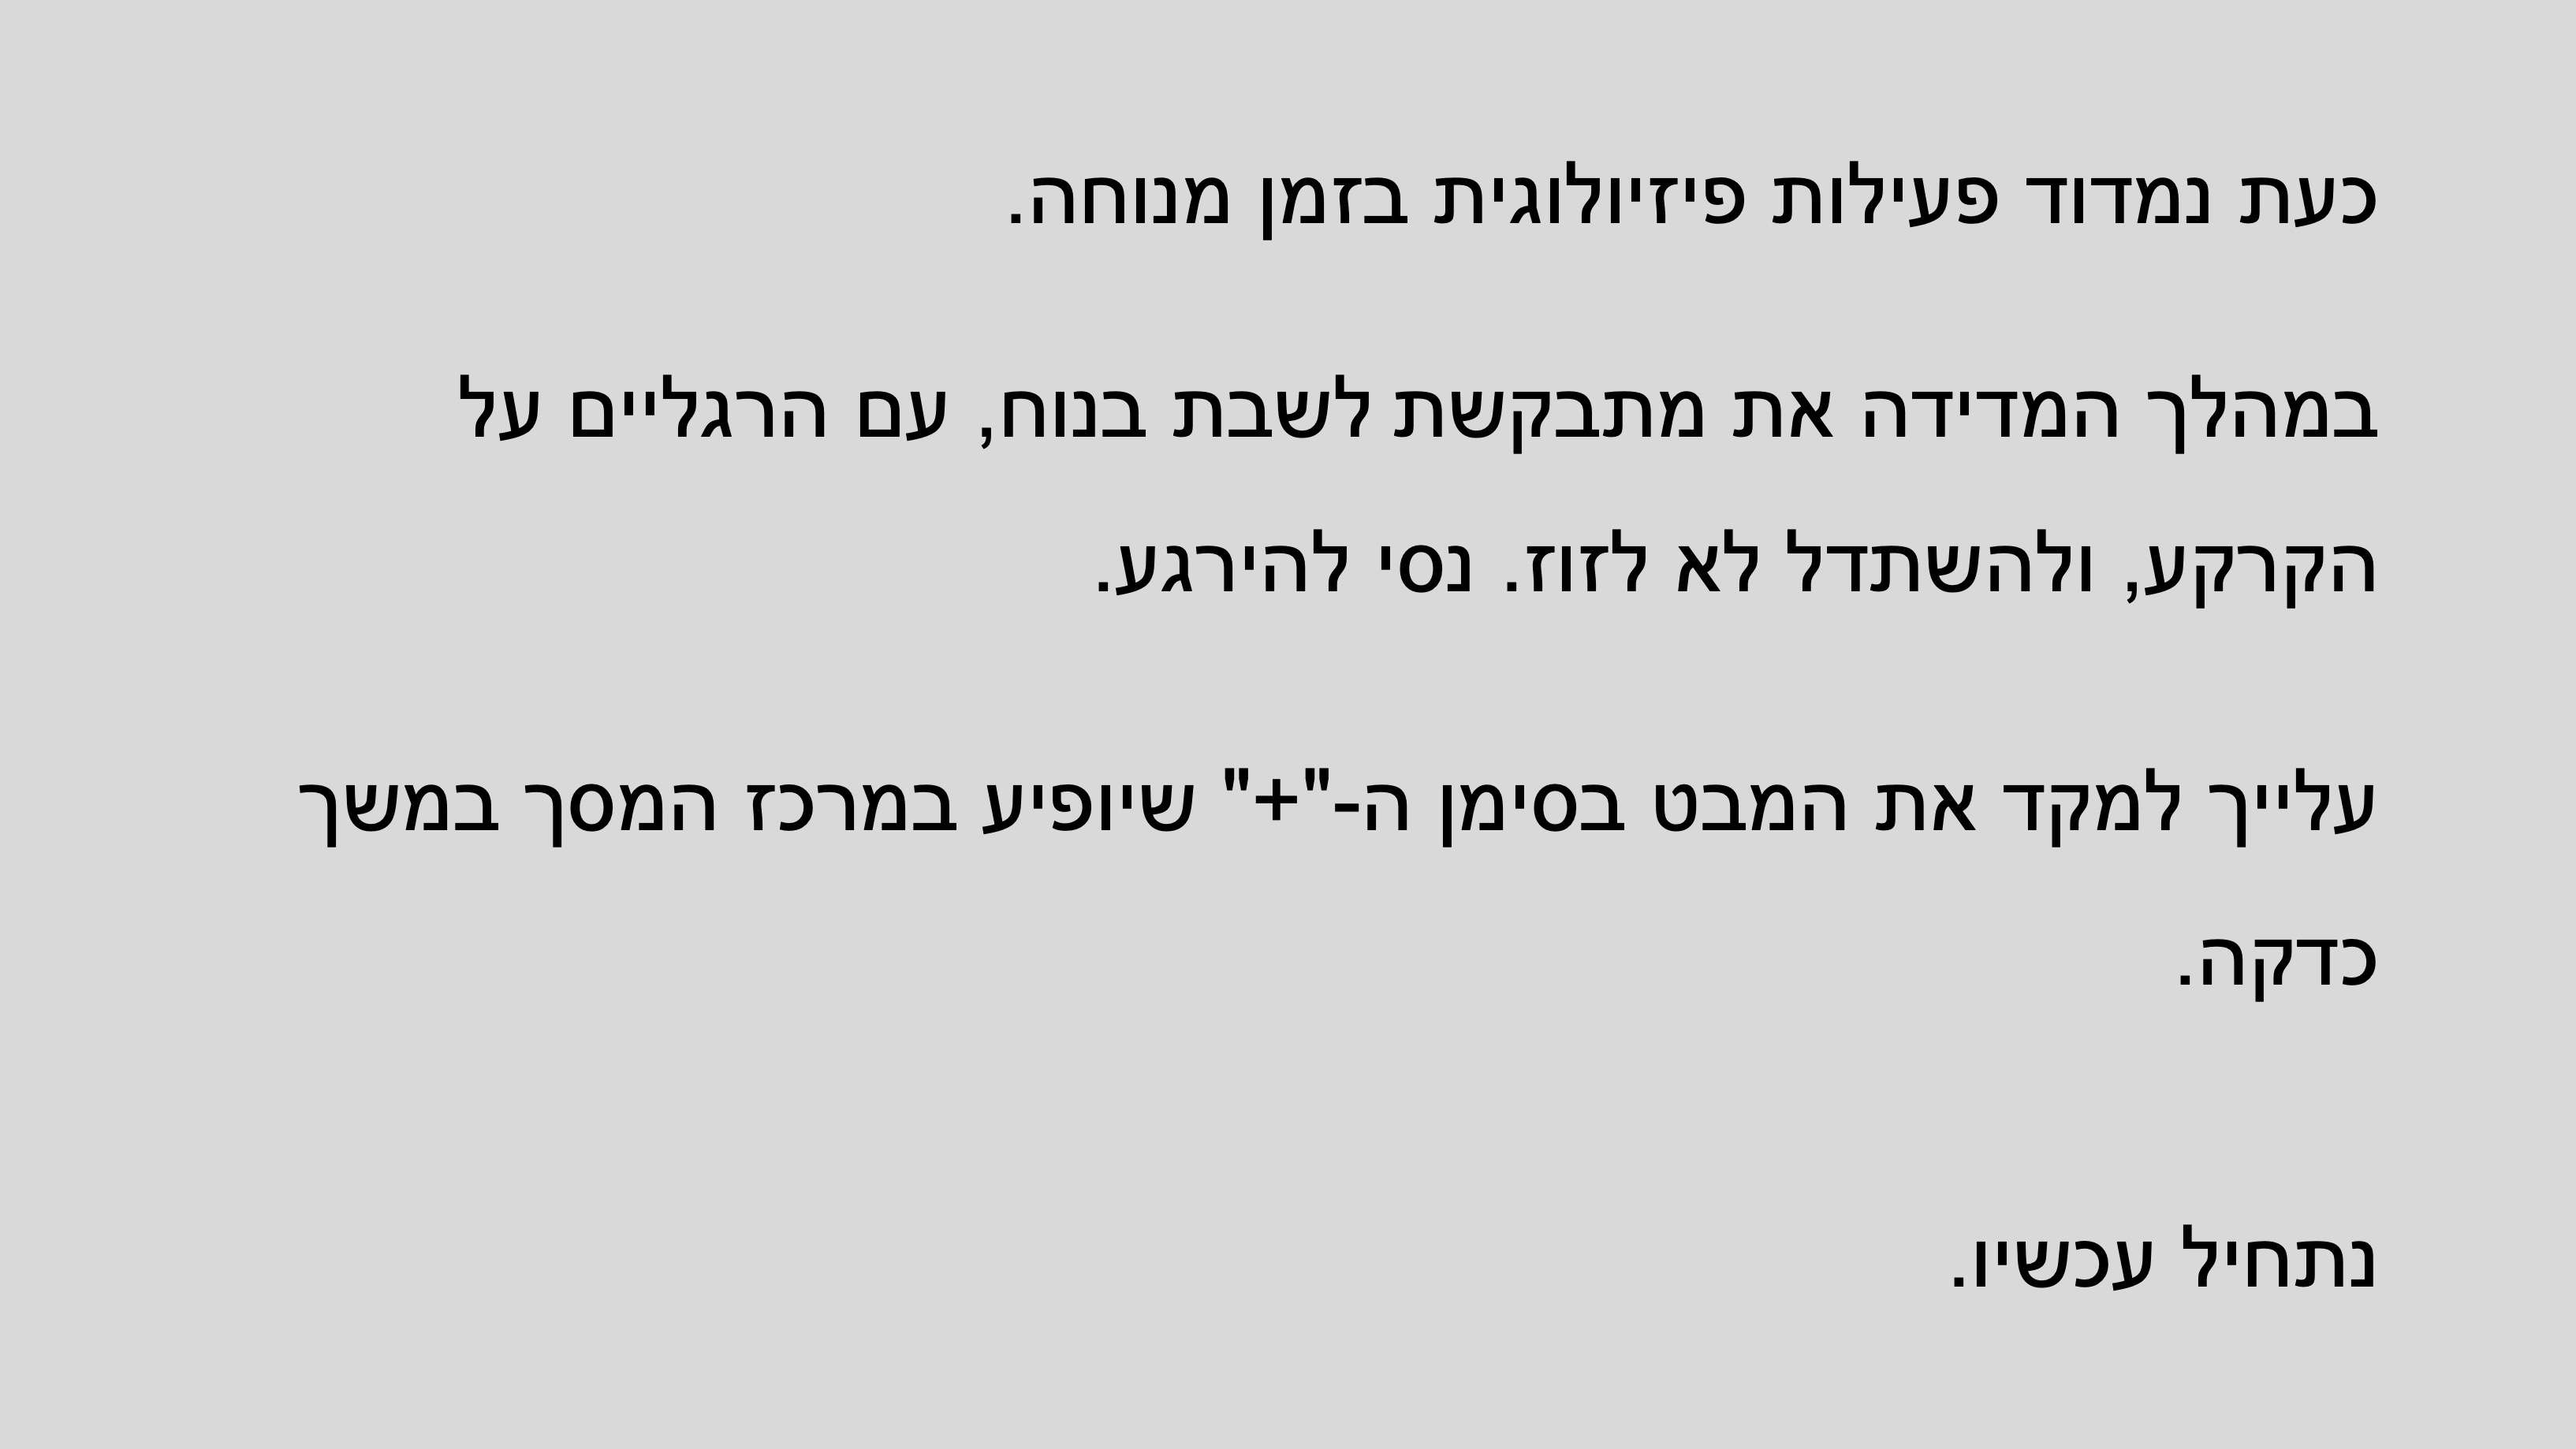 כעת נמדוד פעילות פיזיולוגית בזמן מנוחה.
במהלך המדידה את מתבקשת לשבת בנוח, עם הרגליים על
הקרקע, ולהשתדל לא לזוז. נסי להירגע.
עלייך למקד את המבט בסימן ה-"+" שיופיע במרכז המסך במשך
כדקה.
נתחיל עכשיו.